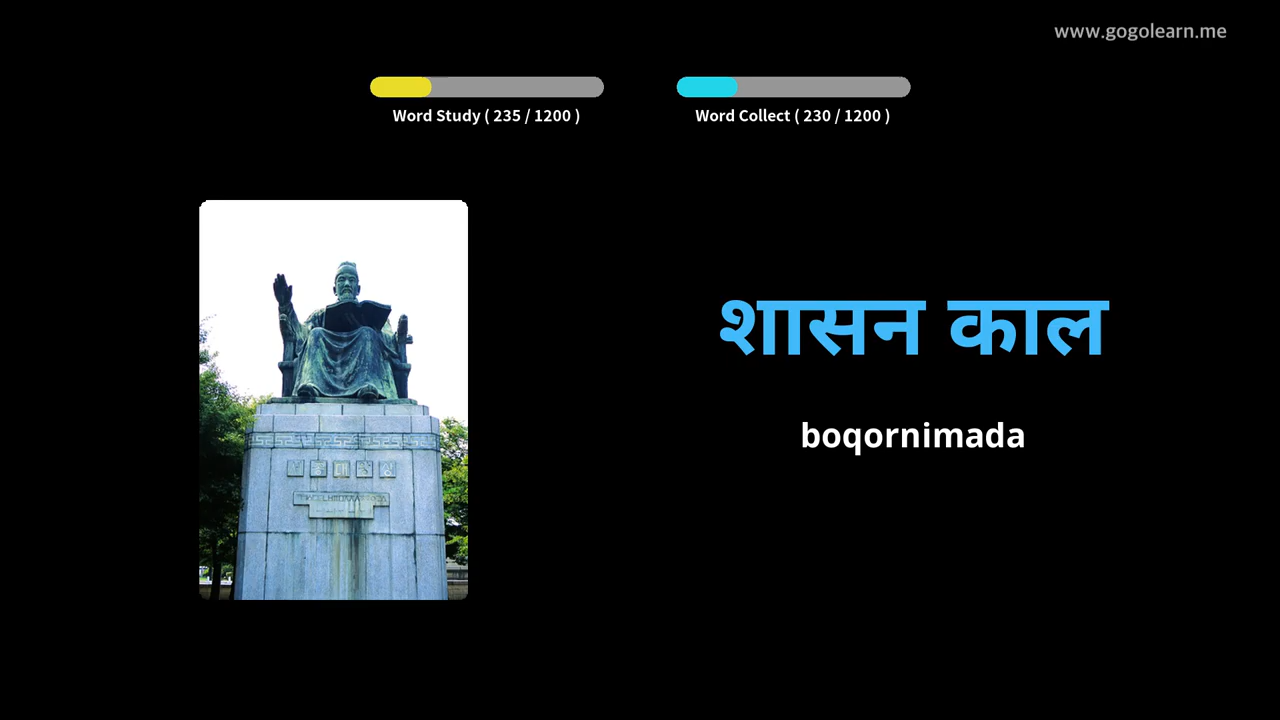 www.gogolearn.me
Word Study ( 235 / 1200 )
Word Collect ( 230 / 1200 )
शासन काल
boqornimada